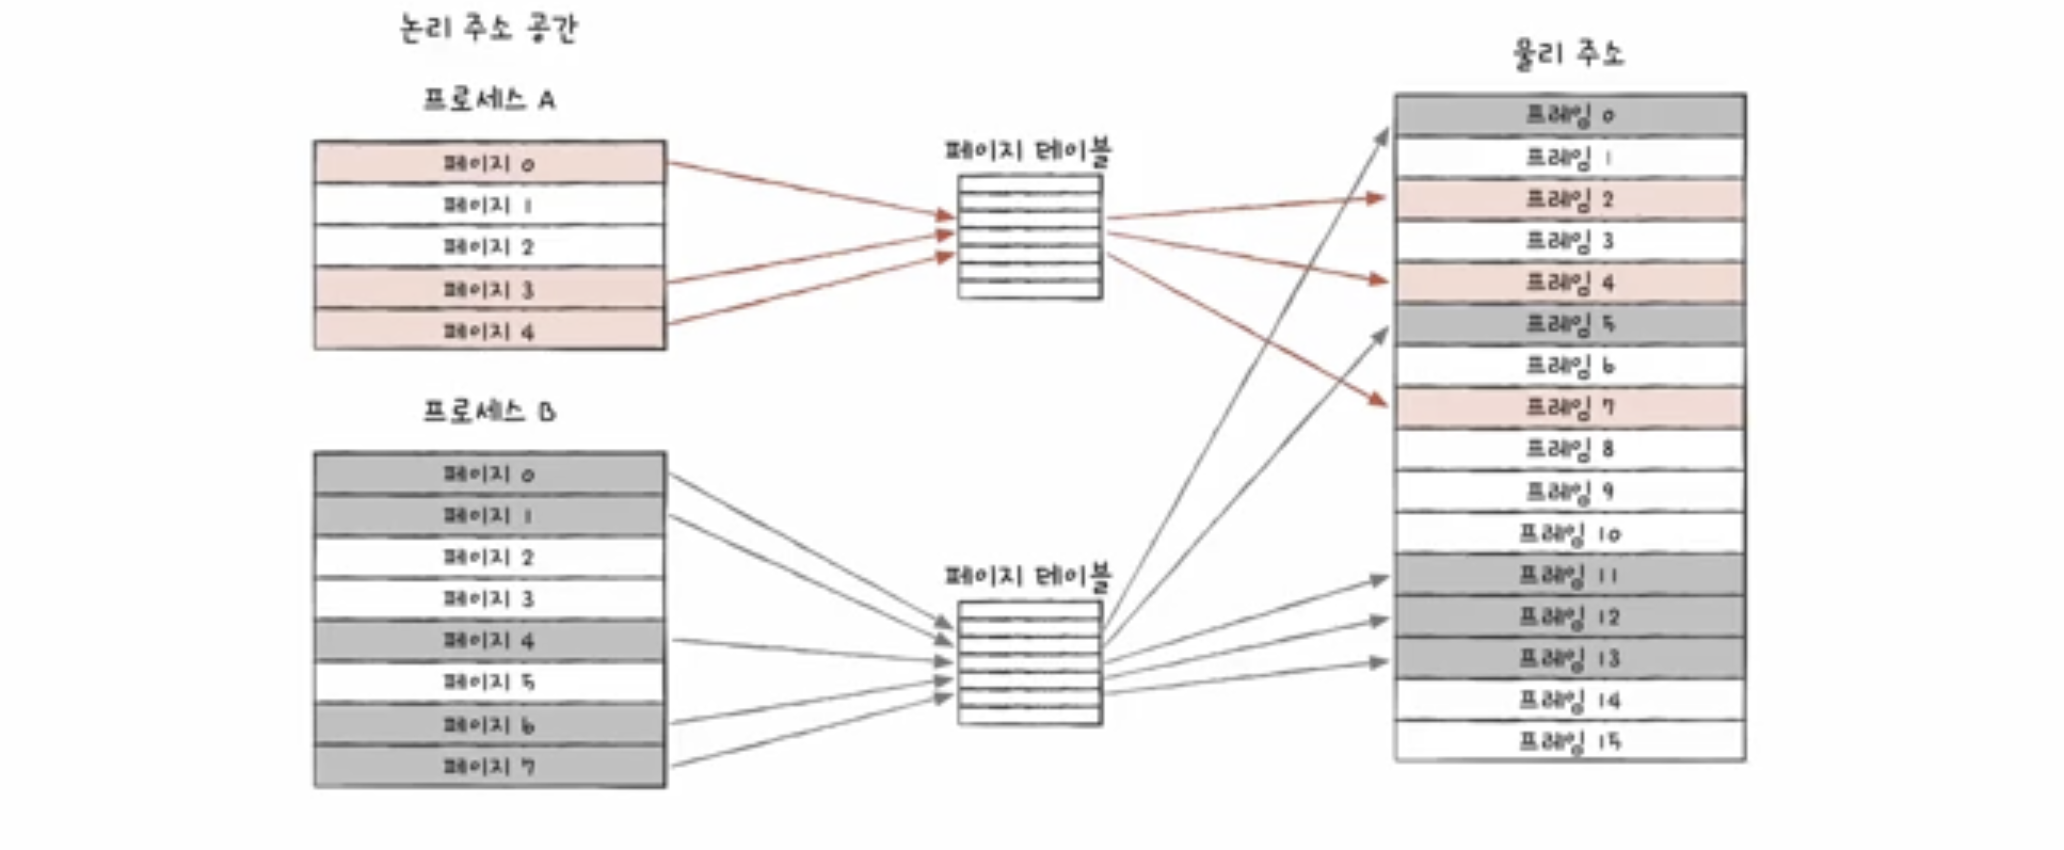 논리 주소 공간
프로세스 A
페이지 0
페이지 1
페이지 2
페이지 3
페이지 4
프로세스 B
페이지 0
페이지 1
페이지 2
페이지 3
페이지 4
페이지 5
페이지 6
페이지 7
페이지 테이블
페이지 테이블
물리 주소
프레임 0
프레임 1
프레임 2
프레임 3
프레임 4
프레임 5
프레임 6
프레임 7
프레임 8
프레임 9
프레임 10
프레임 11
프레임 12
프레임 13
프레임 14
프레임 15